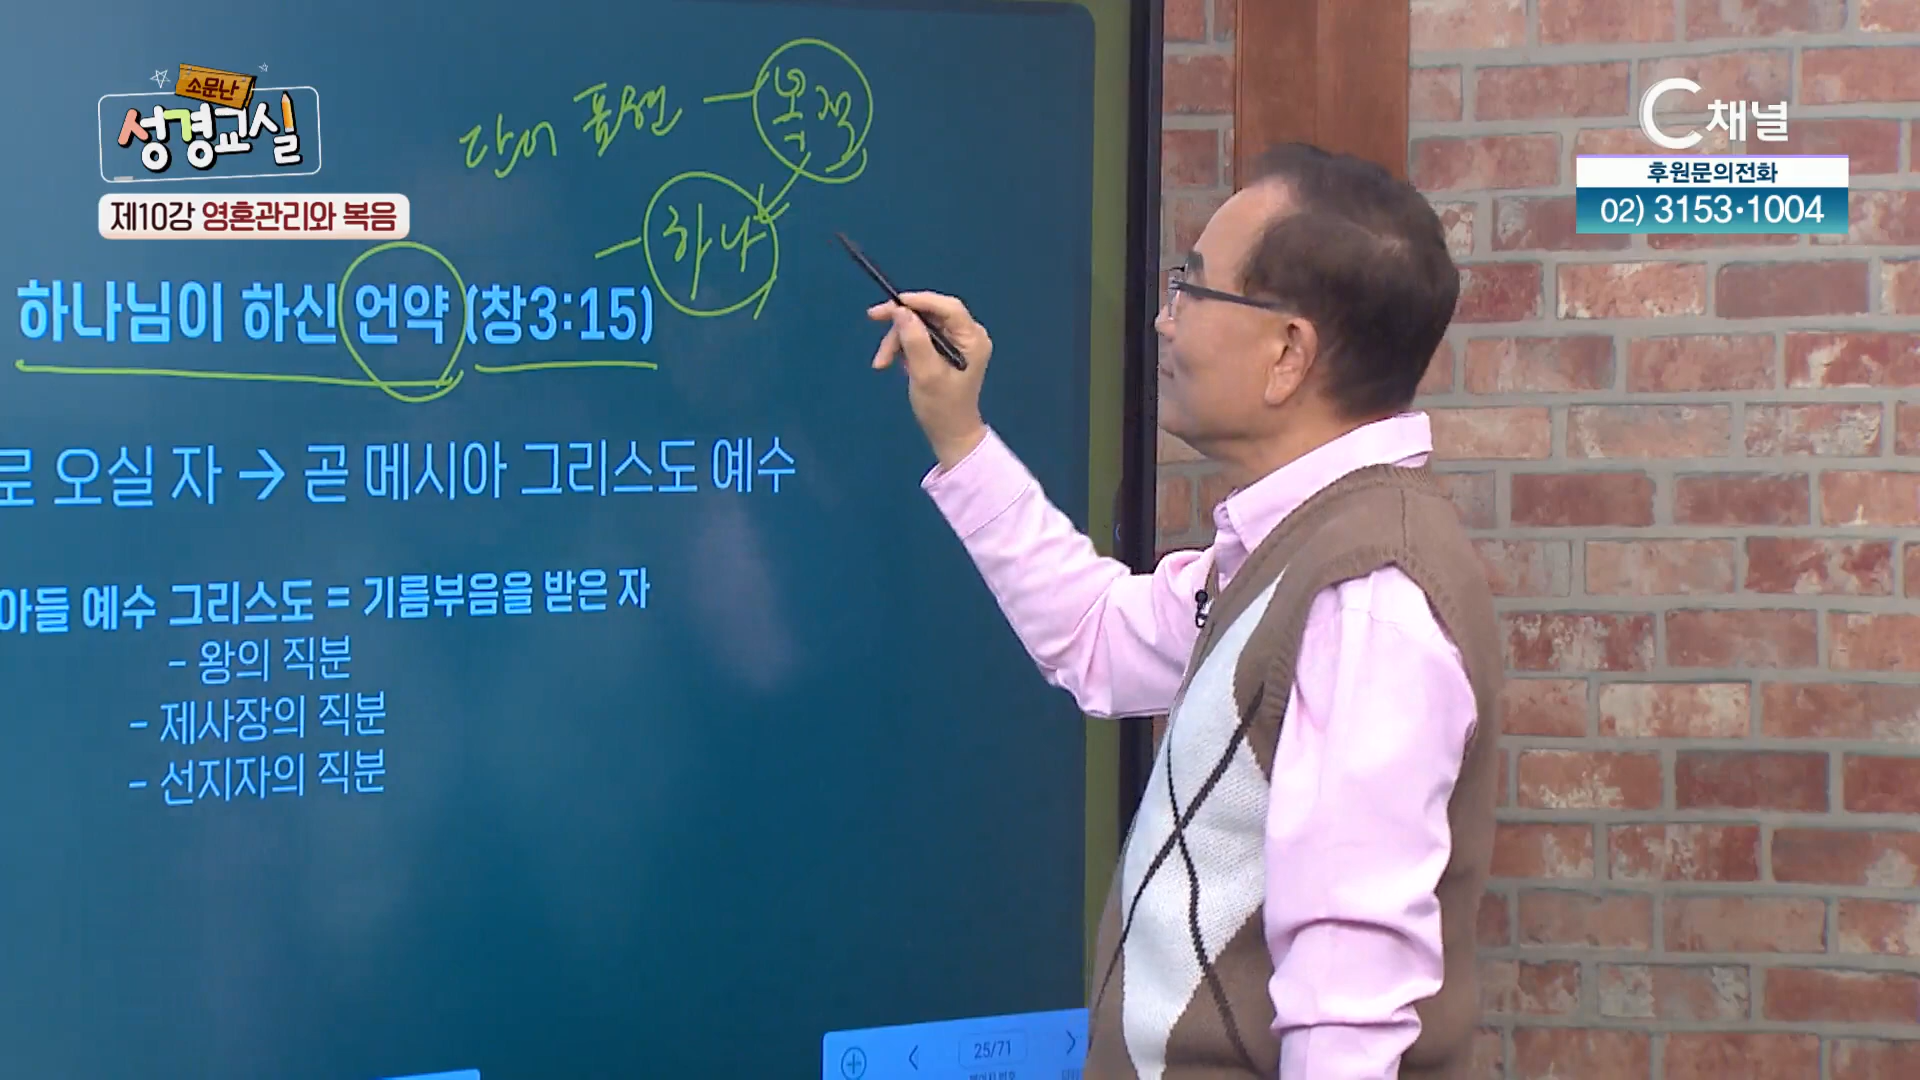 소문난
성경교실
제10강 영혼관리와 복음
C채널
후원문의전화
02) 3153·1004
단어 표현 - 목적
- 하나
하나님이 하신 언약 (창3:15)
로 오실 자 → 곧 메시아 그리스도 예수
아들 예수 그리스도 = 기름부음을 받은 자
- 왕의 직분
- 제사장의 직분
- 선지자의 직분
25/71